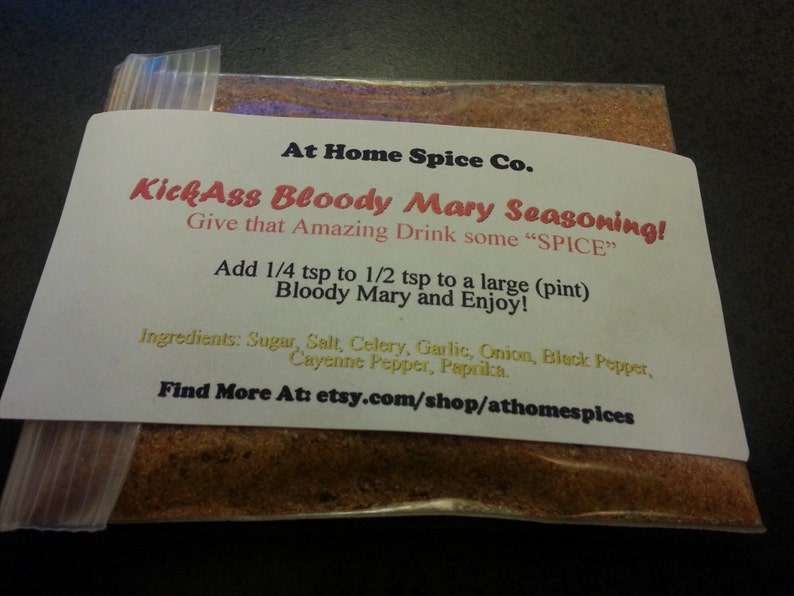 At Home Spice Co.
KickAss Bloody Mary Seasoning!
Give that Amazing Drink some “SPICE”
Add 1/4 tsp to 1/2 tsp to a large (pint)
Bloody Mary and Enjoy!
Ingredients: Sugar, Salt, Celery, Garlic, Onion, Black Pepper,
Cayenne Pepper, Paprika.
Find More At: etsy.com/shop/athomespices